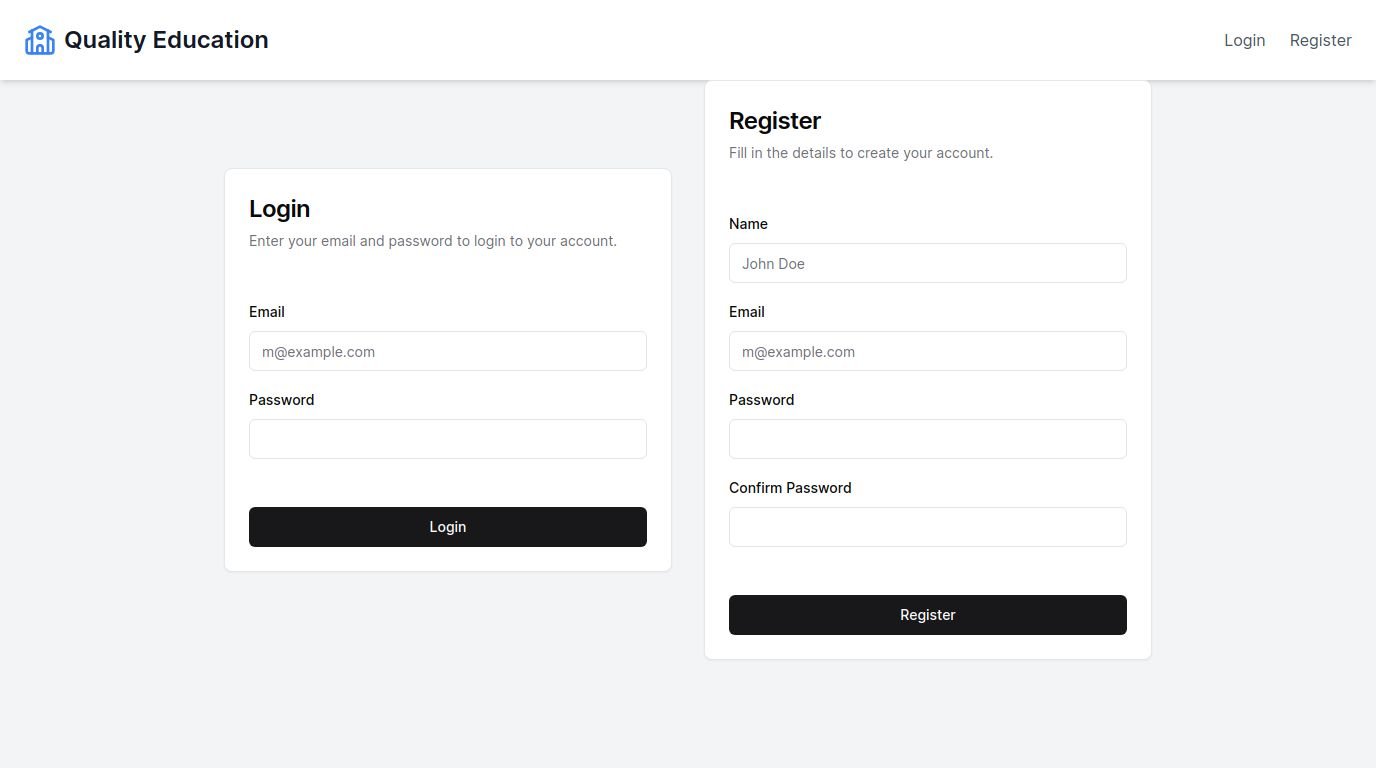 Quality Education
Login
Register
Login
Enter your email and password to login to your account.
Email
m@example.com
Password
Login
Register
Fill in the details to create your account.
Name
John Doe
Email
m@example.com
Password
Confirm Password
Register